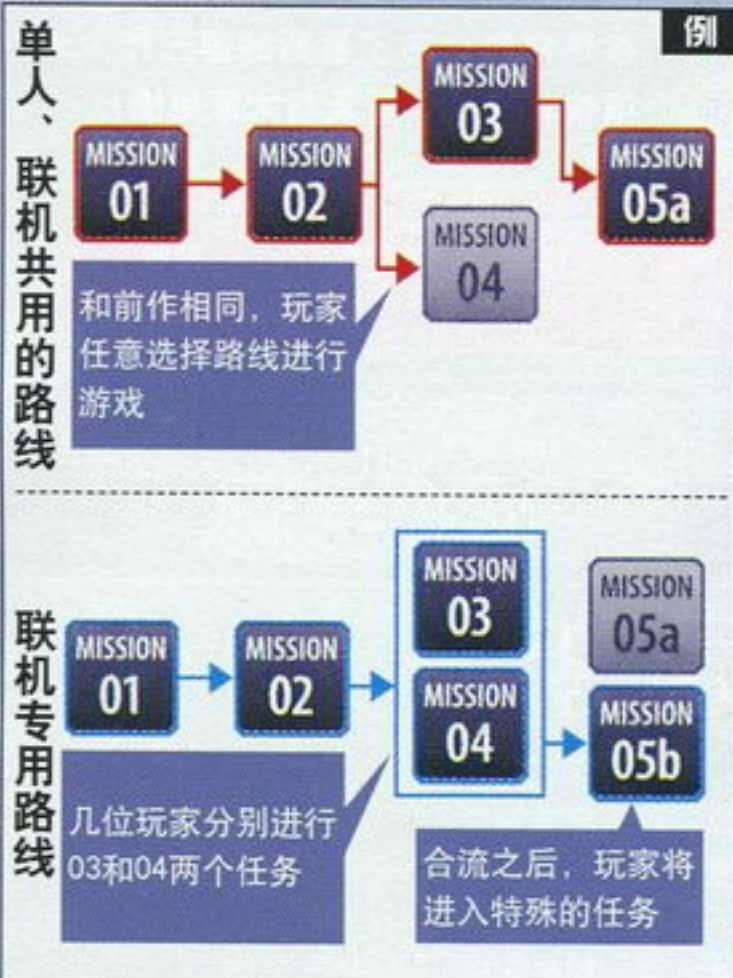 例
单人、联机共用的路线
MISSION
01
MISSION
02
MISSION
03
MISSION
04
MISSION
05a
和前作相同，玩家
任意选择路线进行
游戏
联机专用路线
MISSION
01
MISSION
02
MISSION
03
MISSION
04
MISSION
05a
MISSION
05b
几位玩家分别进行
03和04两个任务
合流之后，玩家将
进入特殊的任务